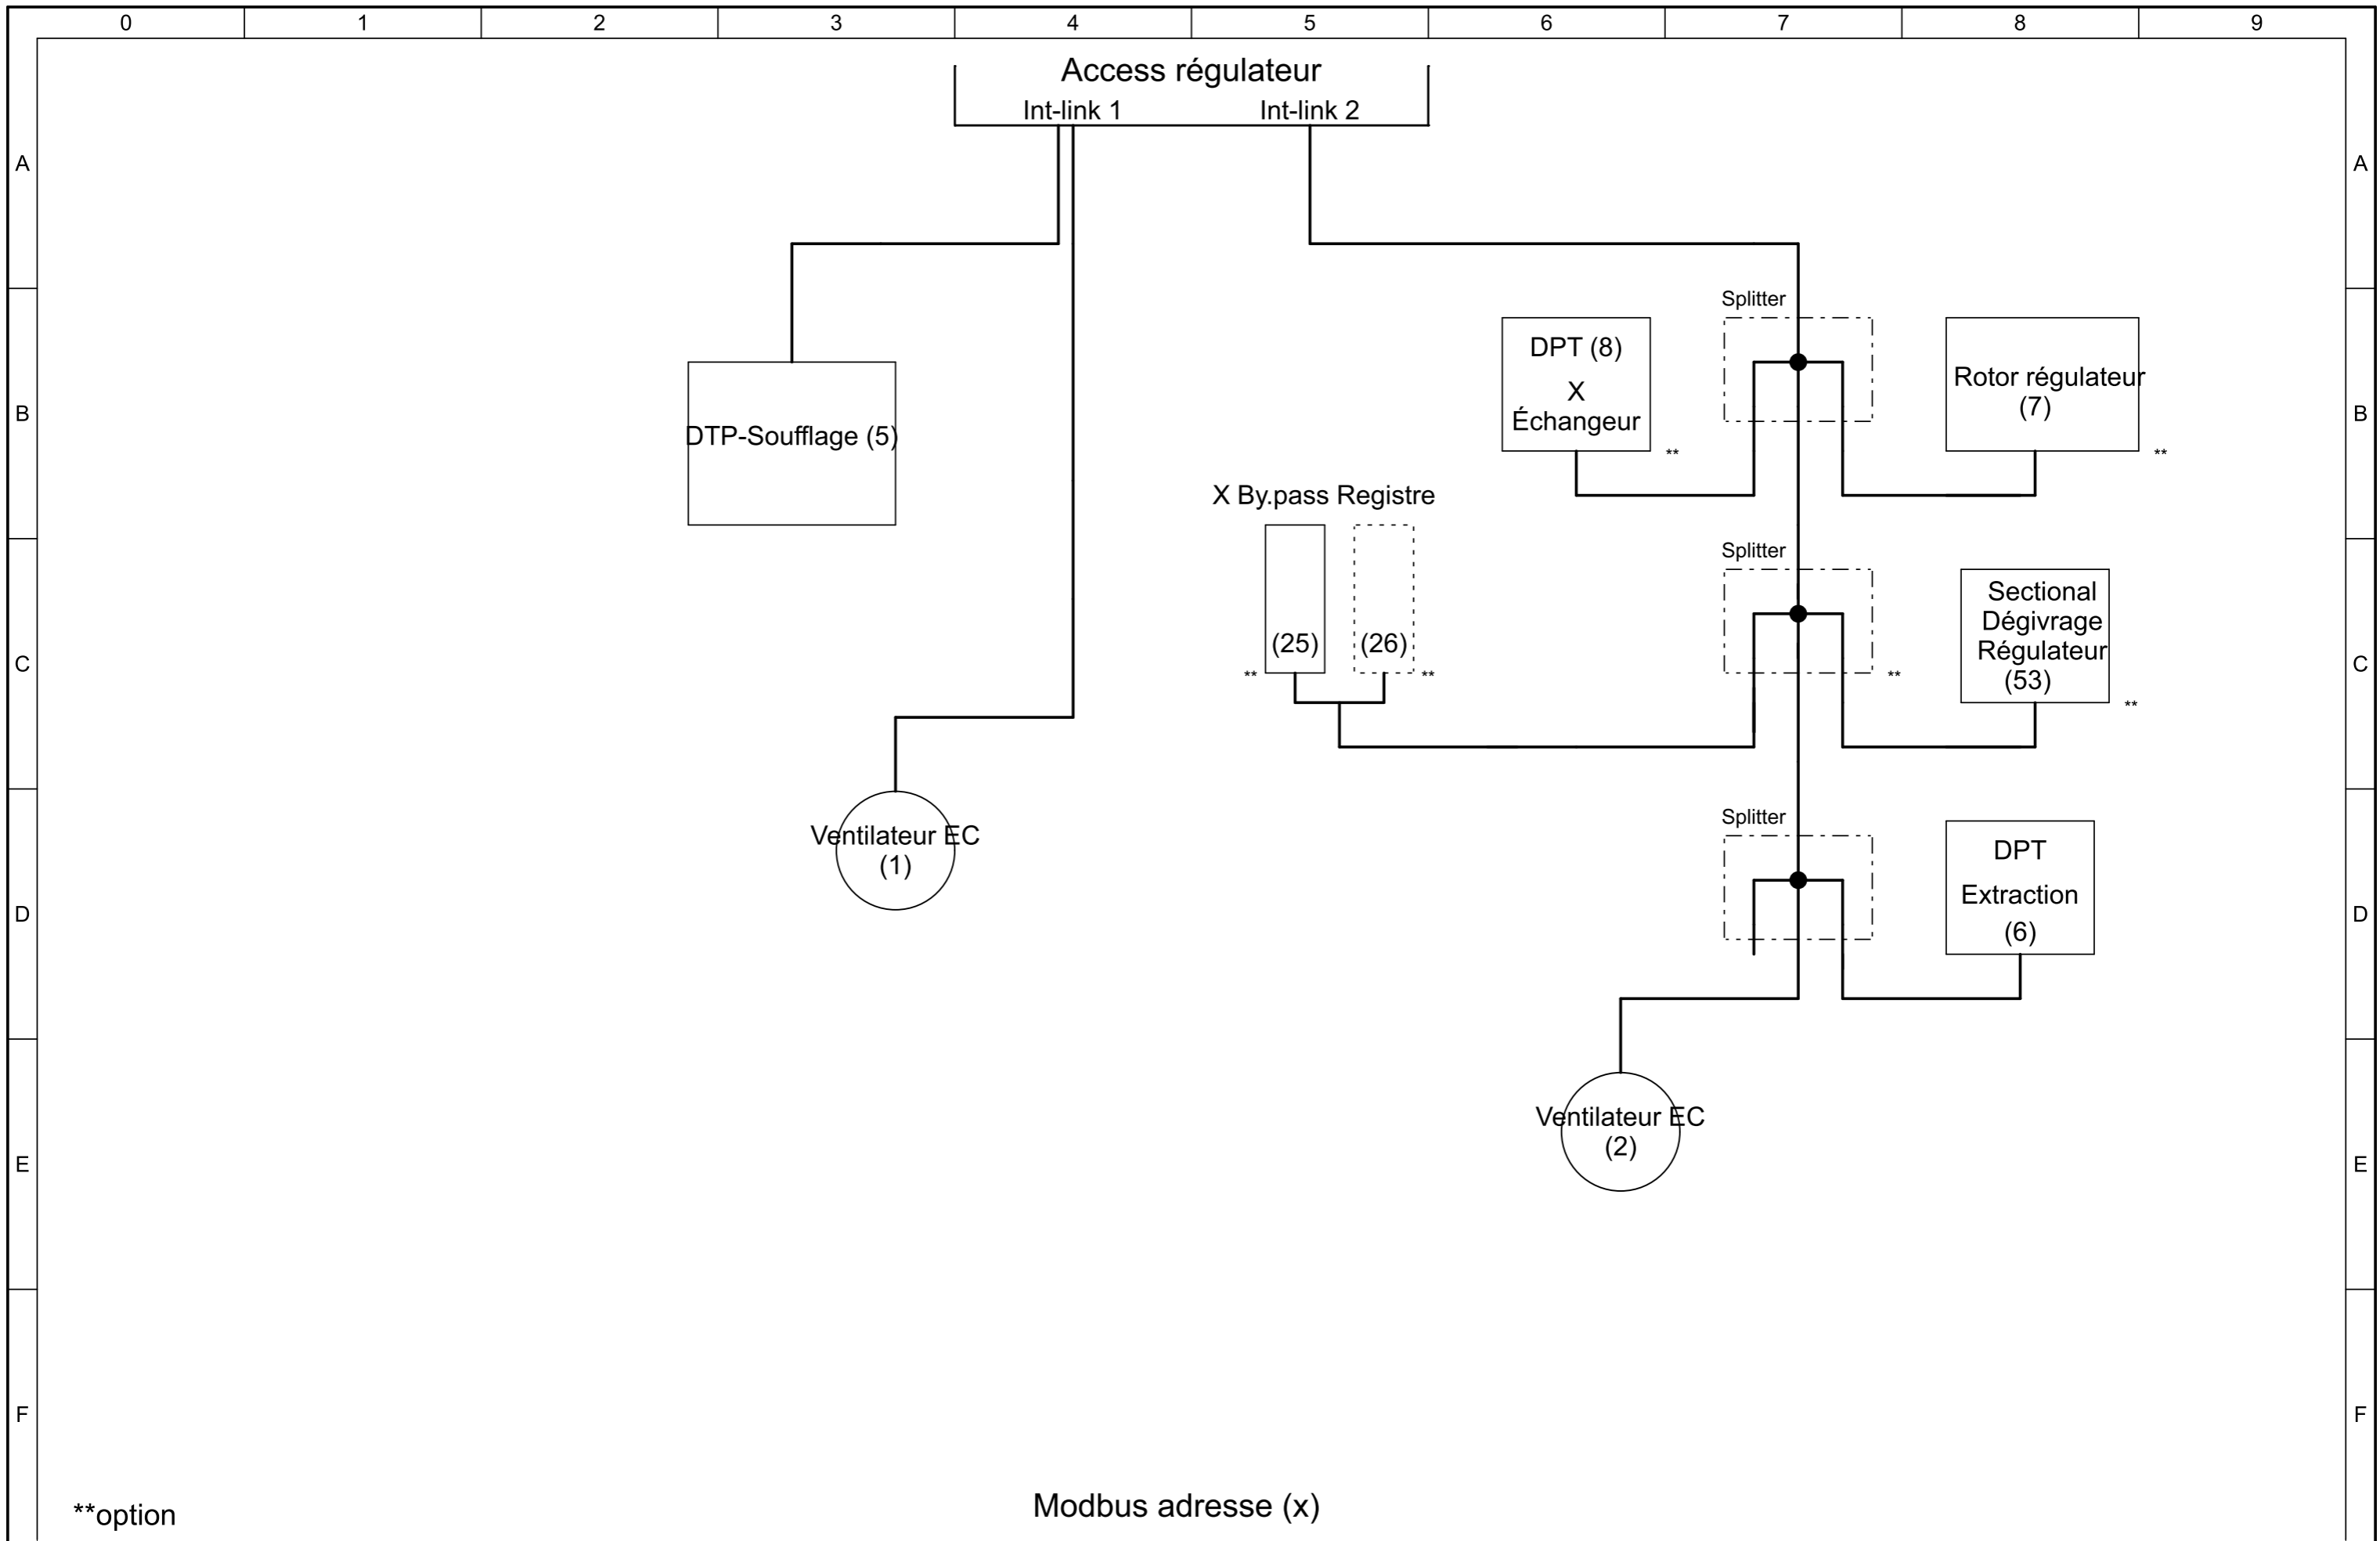 0 1 2 3 4 5 6 7 8 9
Access régulateur
Int-link 1 Int-link 2
A A
Splitter
DPT (8)
X
Échangeur
**
Rotor régulateur
(7)
**
B B
DTP-Soufflage (5)
X By.pass Registre
(25) (26)
** **
Splitter
**
Sectional
Dégivrage
Régulateur
(53)
**
C C
Ventilateur EC
(1)
Splitter
DPT
Extraction
(6)
D D
Ventilateur EC
(2)
E E
F F
**option
Modbus adresse (x)